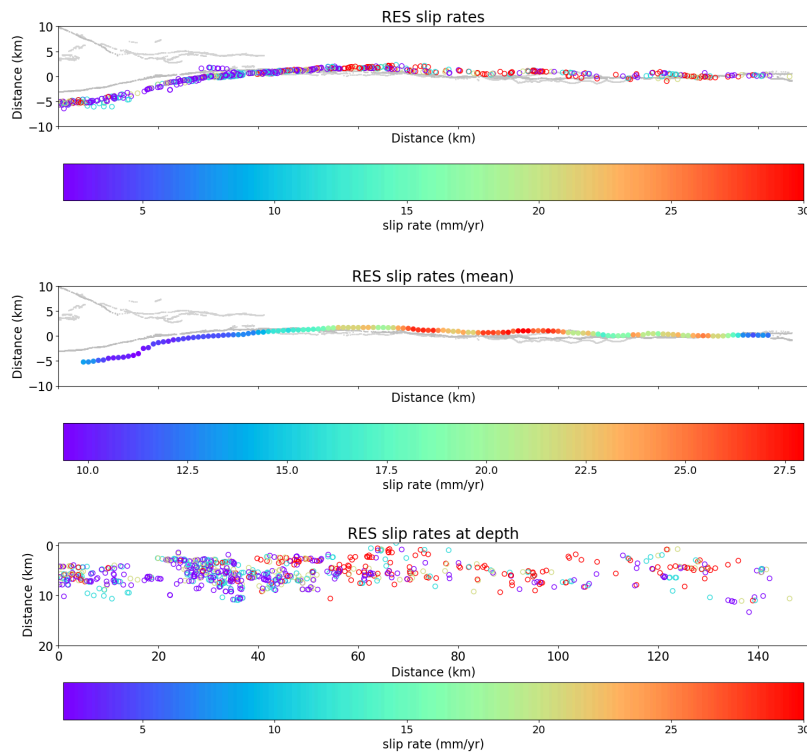 RES slip rates
10
5
0
−5
−10
Distance (km)
Distance (km)
5 10 15 20 25 30
slip rate (mm/yr)
RES slip rates (mean)
10
5
0
−5
−10
Distance (km)
Distance (km)
10.0 12.5 15.0 17.5 20.0 22.5 25.0 27.5
slip rate (mm/yr)
RES slip rates at depth
0
10
20
Distance (km)
0 20 40 60 80 100 120 140
Distance (km)
5 10 15 20 25 30
slip rate (mm/yr)